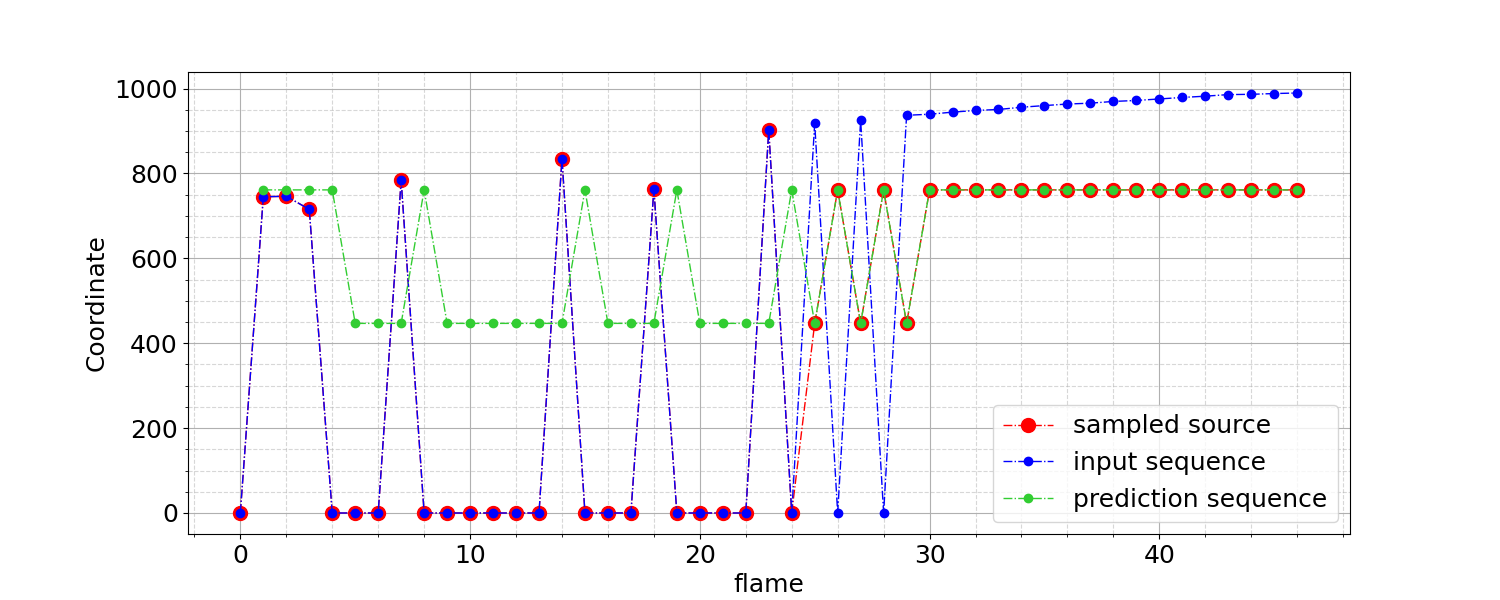 1000
800
600
400
200
0
Coordinate
sampled source
input sequence
prediction sequence
0 10 20 30 40
flame